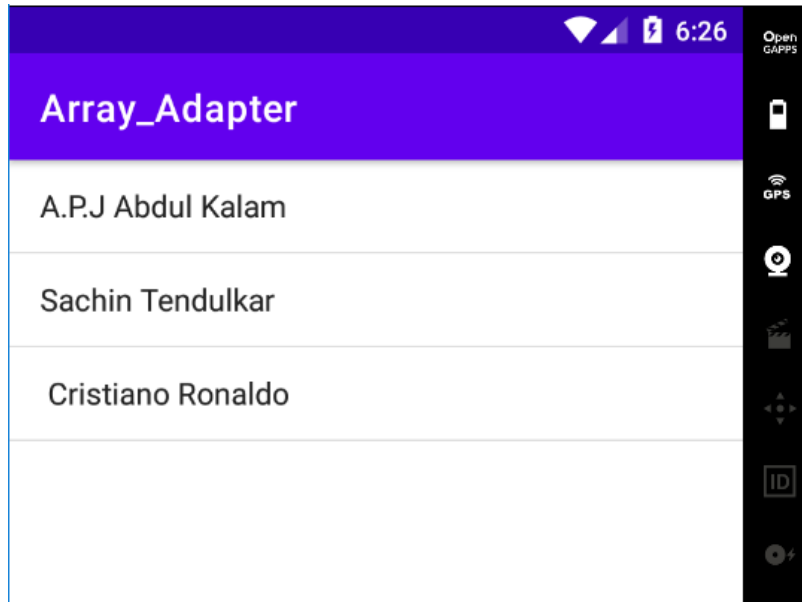 6:26
Open
GAPPS
Array_Adapter
A.P.J Abdul Kalam
GPS
Sachin Tendulkar
Cristiano Ronaldo
ID